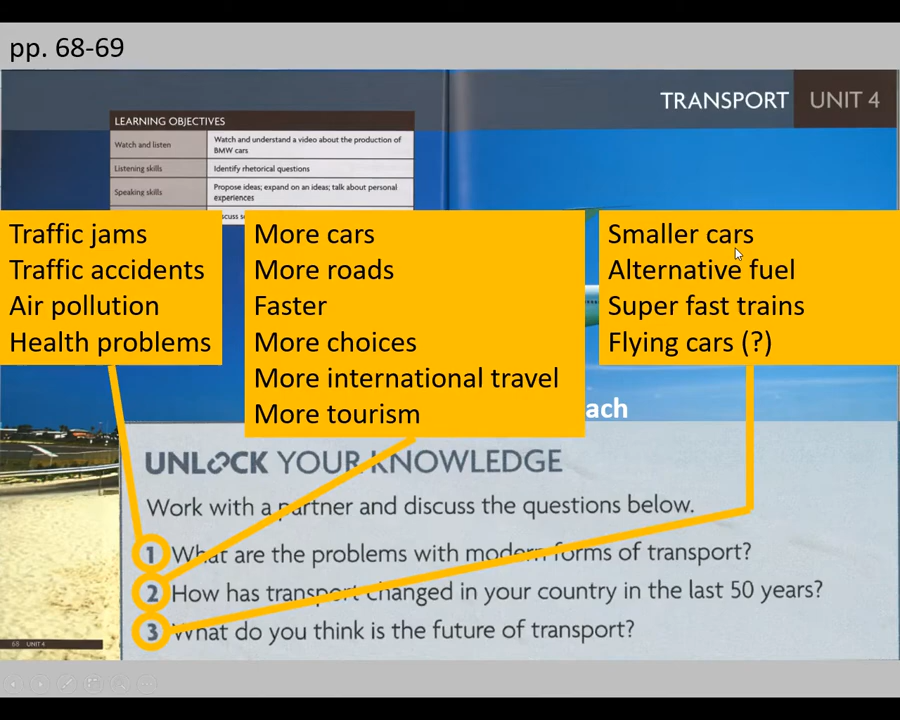 pp. 68-69
TRANSPORT UNIT 4
LEARNING OBJECTIVES
Watch and listen
Watch and understand a video about the production of
BMW cars
Listening skills
Identify rhetorical questions
Speaking skills
Propose ideas; expand on an ideas; talk about personal
experiences
Traffic jams
Traffic accidents
Air pollution
Health problems
More cars
More roads
Faster
More choices
More international travel
More tourism
Smaller cars
Alternative fuel
Super fast trains
Flying cars (?)
ach
UNLOCK YOUR KNOWLEDGE
Work with a partner and discuss the questions below.
1 What are the problems with modern forms of transport?
2 How has transport changed in your country in the last 50 years?
3 What do you think is the future of transport?
68 UNIT 4